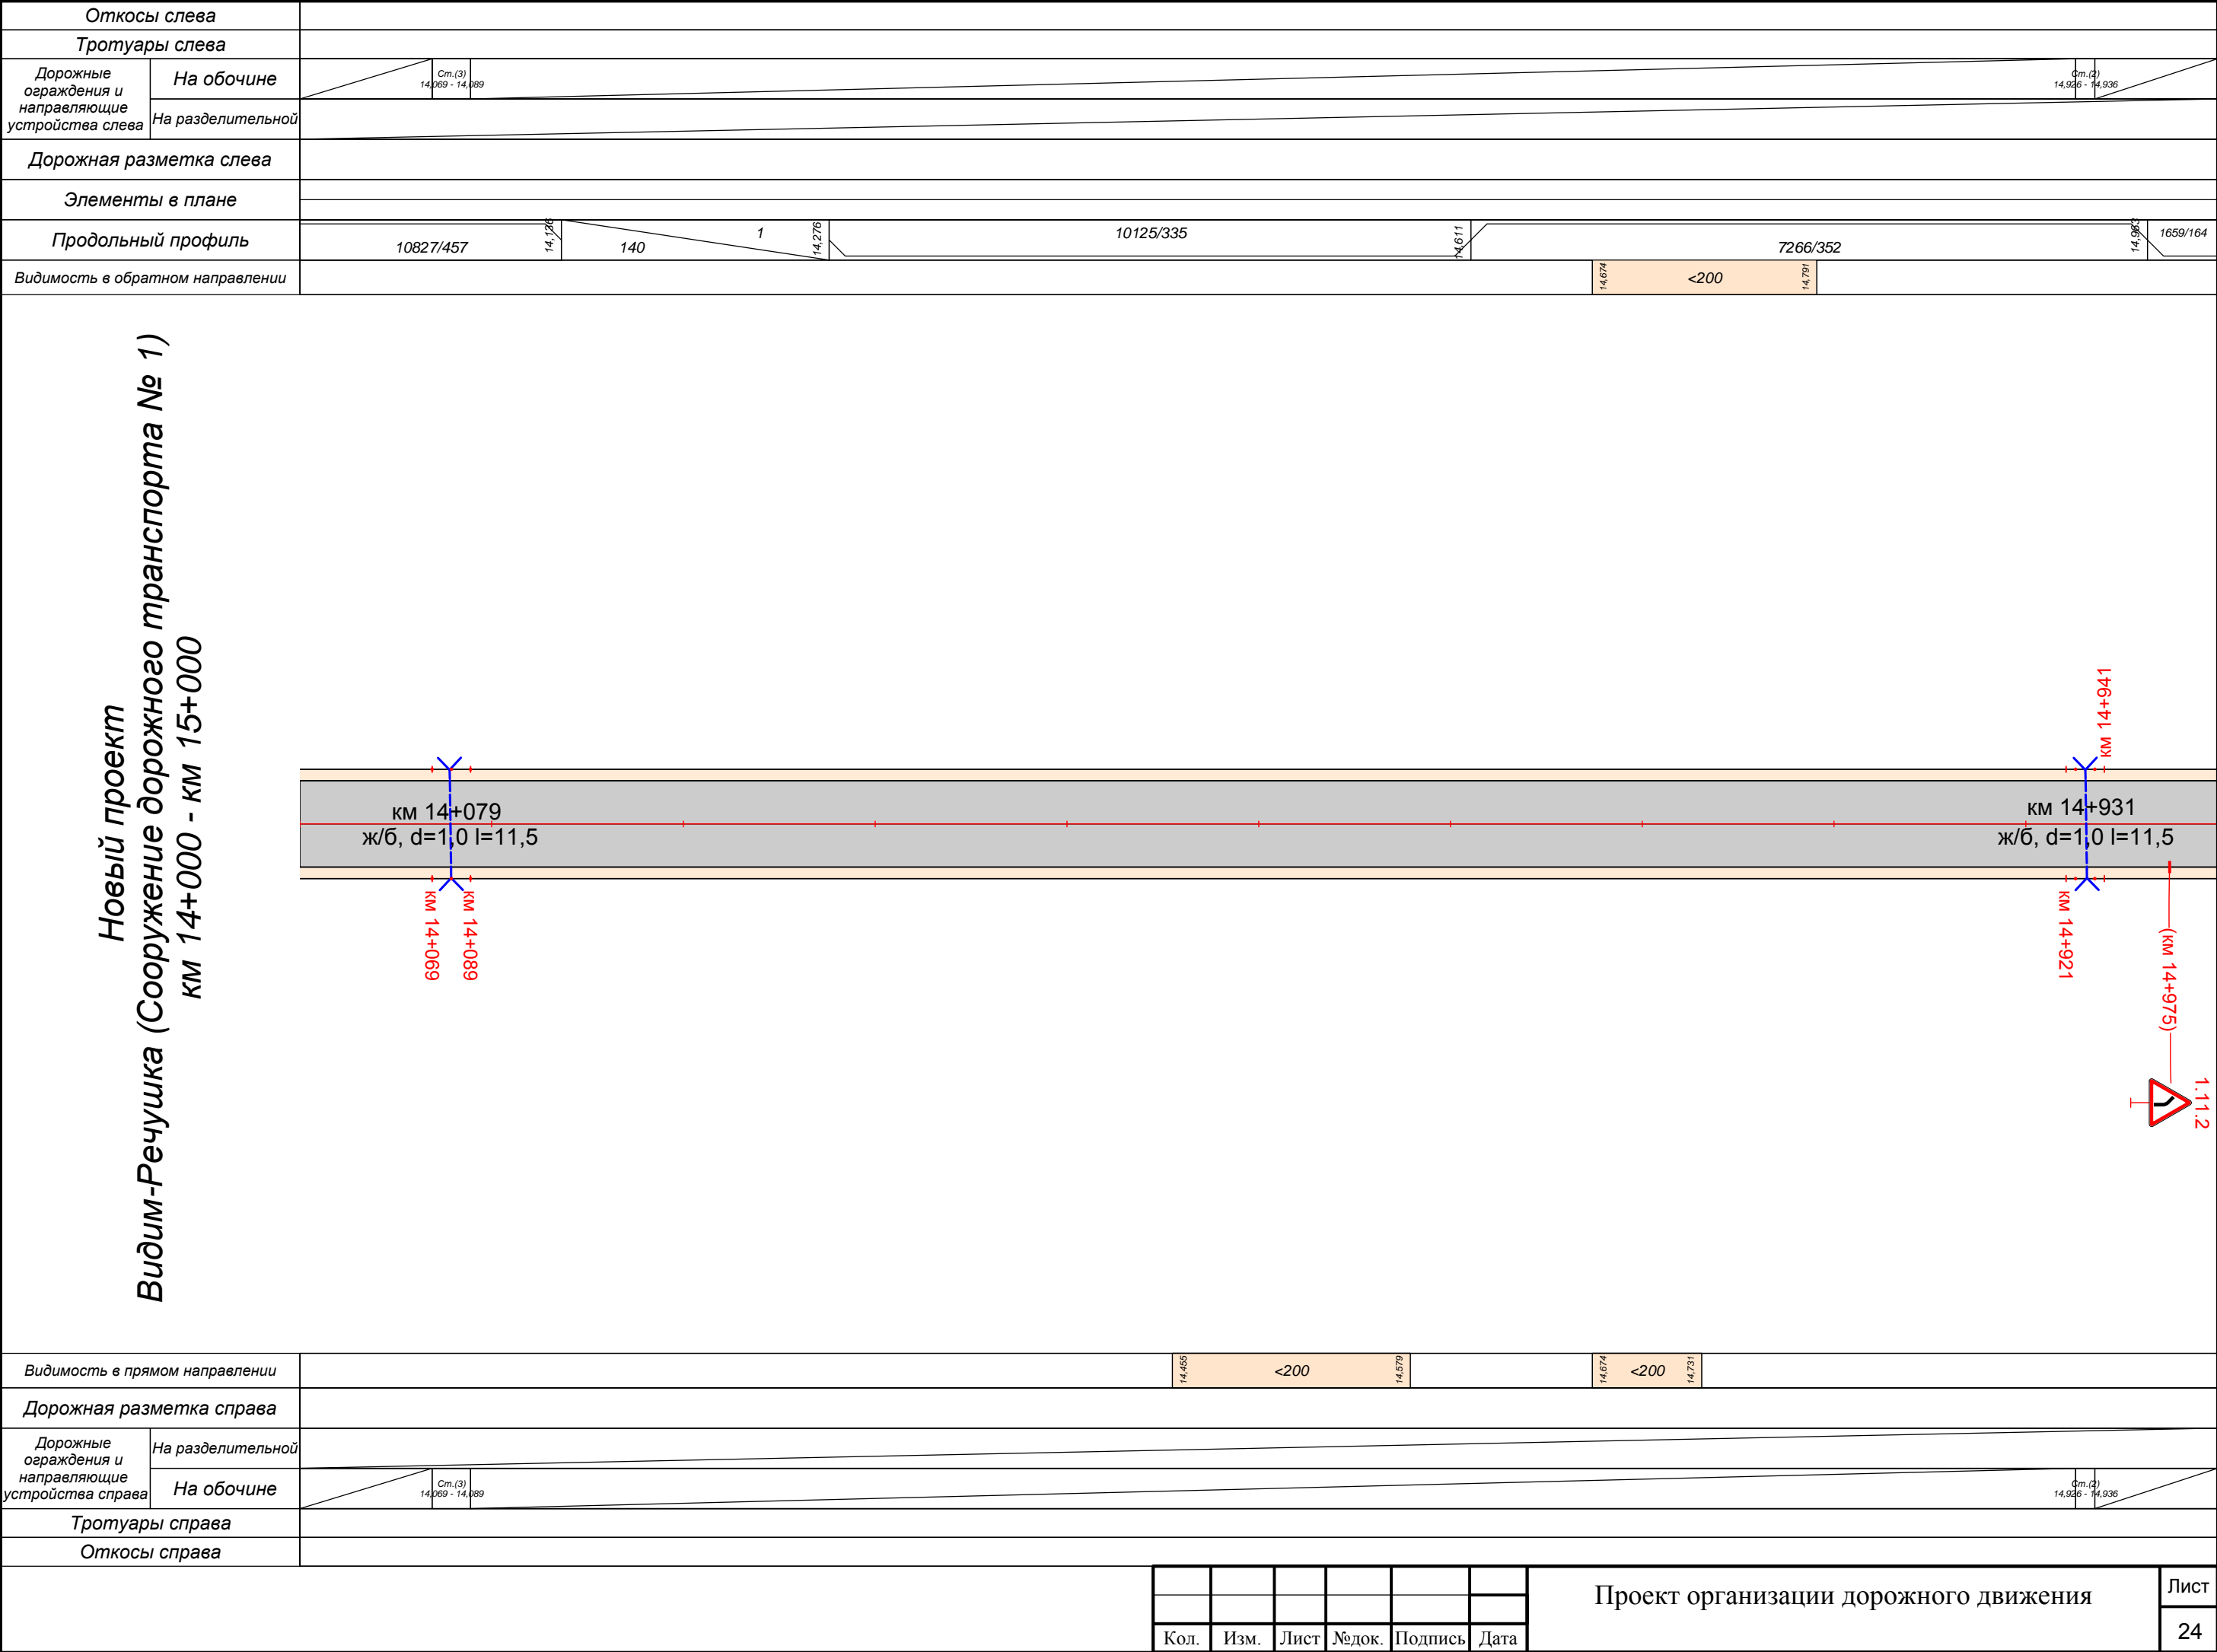 Откосы слева
Тротуары слева
Дорожные
ограждения и
направляющие
устройства слева
На обочине
Ст.(3)
14,069 - 14,089
Ст.(2)
14,926 - 14,936
На разделительной
Дорожная разметка слева
Элементы в плане
Продольный профиль
10827/457
14,136
140
1
14,276
10125/335
14,611
7266/352
14,963
1659/164
Видимость в обратном направлении
14,674
<200
14,791
Новый проект
Видим-Речушка (Сооружение дорожного транспорта № 1)
км 14+000 - км 15+000
км 14+941
км 14+079
ж/б, d=1,0 l=11,5
км 14+931
ж/б, d=1,0 l=11,5
км 14+069
км 14+089
км 14+921
(км 14+975)
1.11.2
Видимость в прямом направлении
14,455
<200
14,579
14,674
<200
14,731
Дорожная разметка справа
Дорожные
ограждения и
направляющие
устройства справа
На разделительной
На обочине
Ст.(3)
14,069 - 14,089
Ст.(2)
14,926 - 14,936
Тротуары справа
Откосы справа
Проект организации дорожного движения
Лист
24
Кол. Изм. Лист №док. Подпись Дата